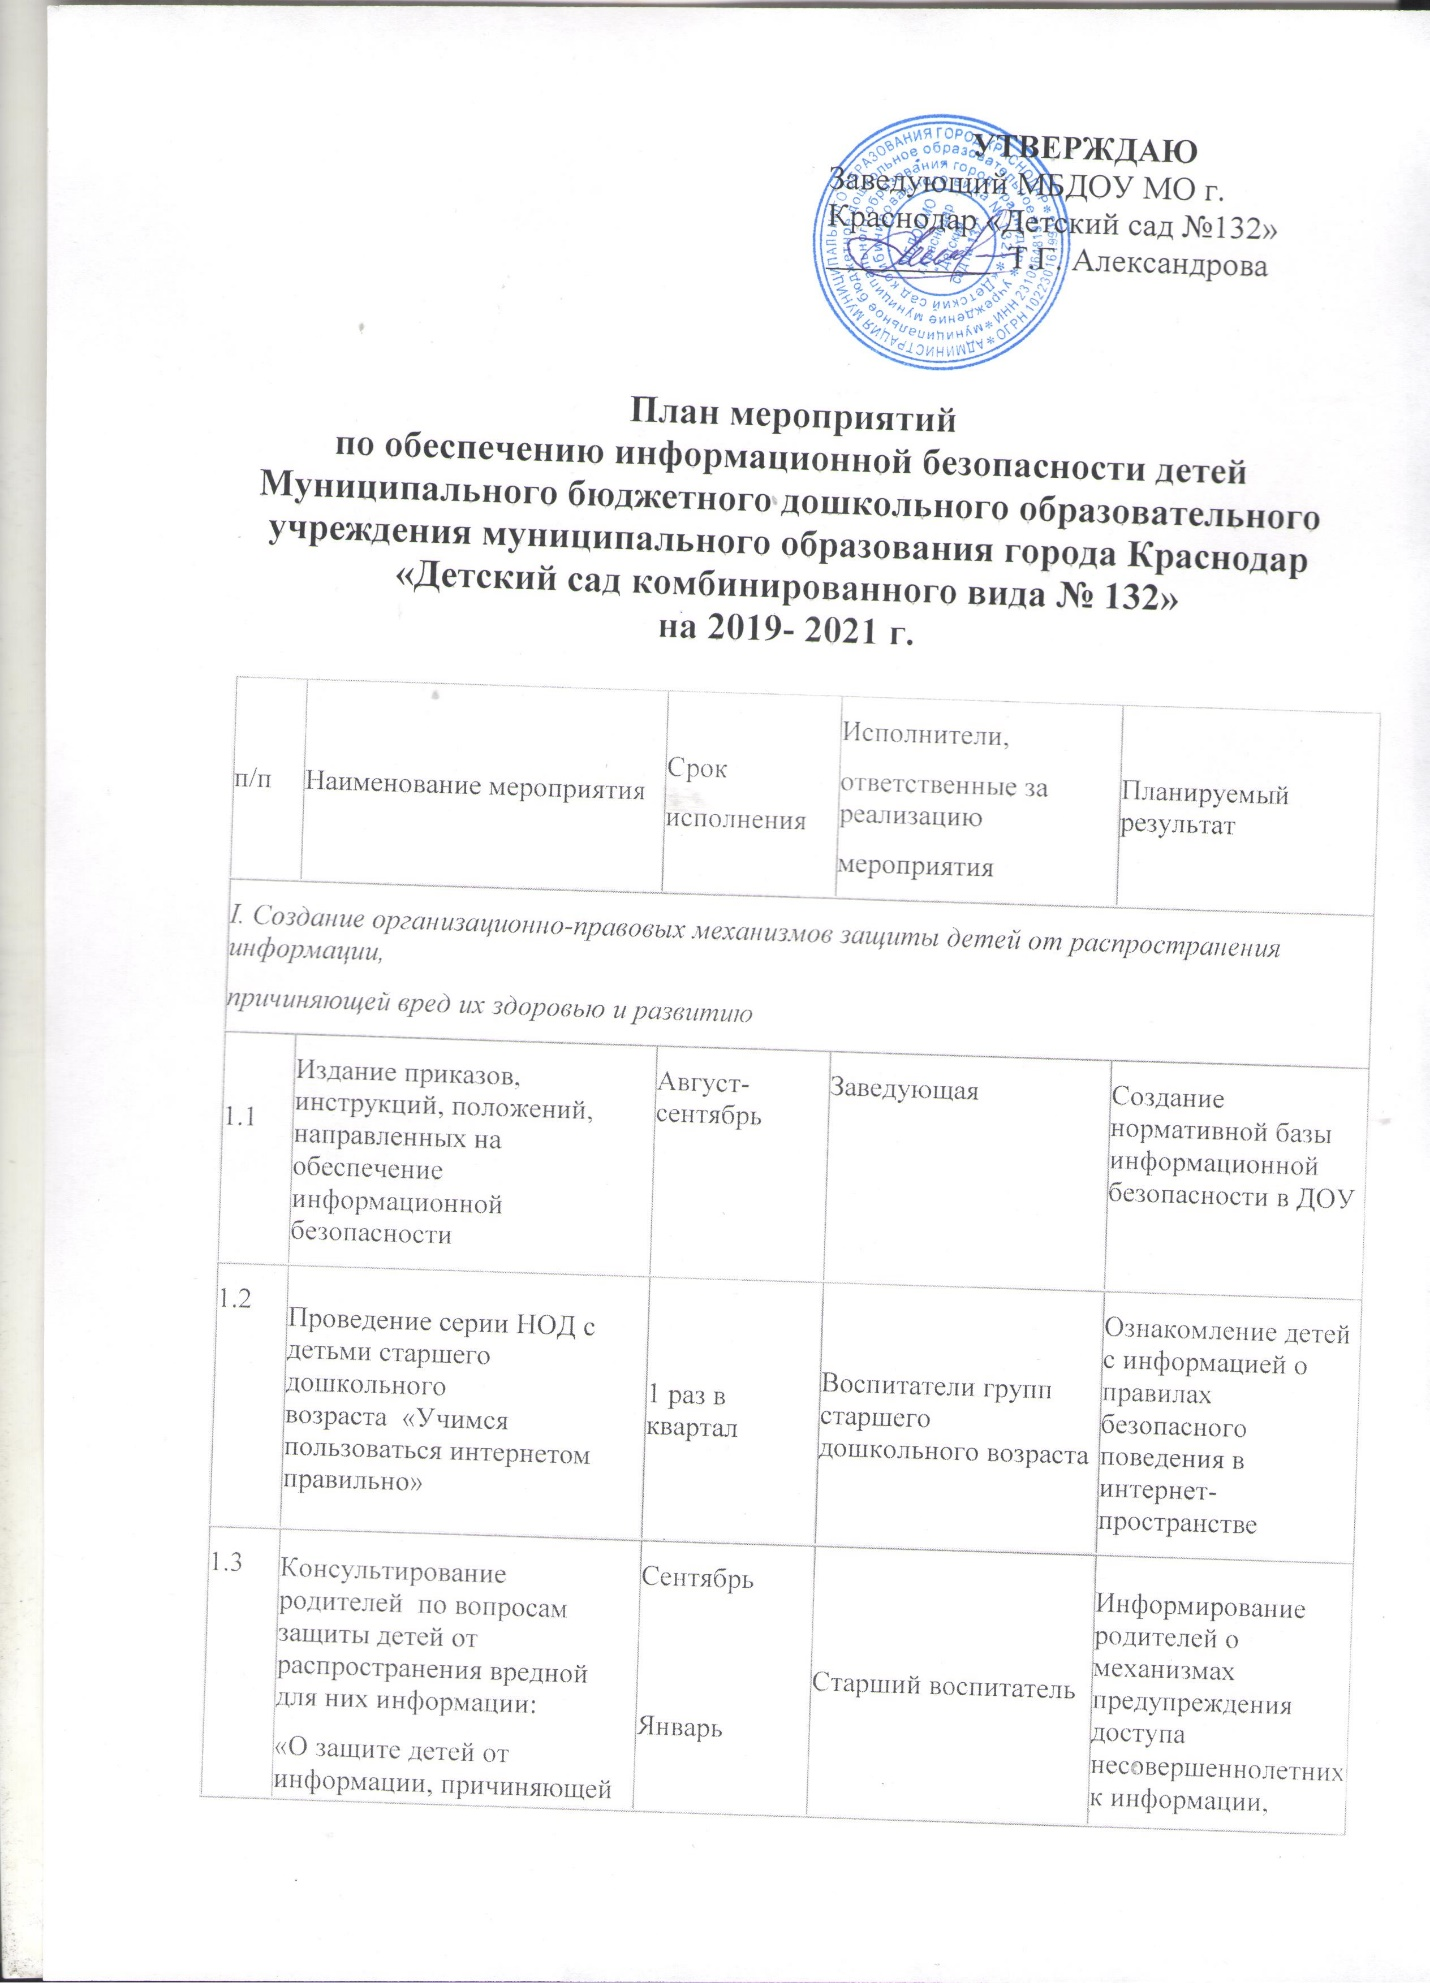 УТВЕРЖДАЮ
Заведующий МБДОУ МО г.
Краснодар «Детский сад №132»
Т.Г. Александрова
План мероприятий
по обеспечению информационной безопасности детей
Муниципального бюджетного дошкольного образовательного
учреждения муниципального образования города Краснодар
«Детский сад комбинированного вида № 132»
на 2019- 2021 г.
п/п
Наименование мероприятия
Срок
исполнения
Исполнители,
ответственные за
реализацию
мероприятия
Планируемый
результат
I. Создание организационно-правовых механизмов защиты детей от распространения
информации,
причиняющей вред их здоровью и развитию
1.1
Издание приказов,
инструкций, положений,
направленных на
обеспечение
информационной
безопасности
Август-
сентябрь
Заведующая
Создание
нормативной базы
информационной
безопасности в ДОУ
1.2
Проведение серии НОД с
детьми старшего
дошкольного
возраста «Учимся
пользоваться интернетом
правильно»
1 раз в
квартал
Воспитатели групп
старшего
дошкольного возраста
Ознакомление детей
с информацией о
правилах
безопасного
поведения в
интернет-
пространстве
1.3
Консультирование
родителей по вопросам
защиты детей от
распространения вредной
для них информации:
«О защите детей от
информации, причиняющей
Сентябрь
Январь
Старший воспитатель
Информирование
родителей о
механизмах
предупреждения
доступа
несовершеннолетних
к информации,